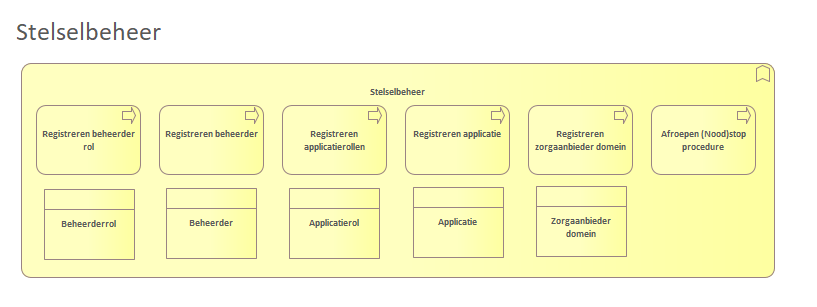 Stelselbeheer
Stelselbeheer
Registreren beheerder
rol
Registreren beheerder
Registreren
applicatierollen
Registreren applicatie
Registreren
zorgaanbieder domein
Afroepen (Nood)stop
procedure
Beheerderrol
Beheerder
Applicatierol
Applicatie
Zorgaanbieder
domein